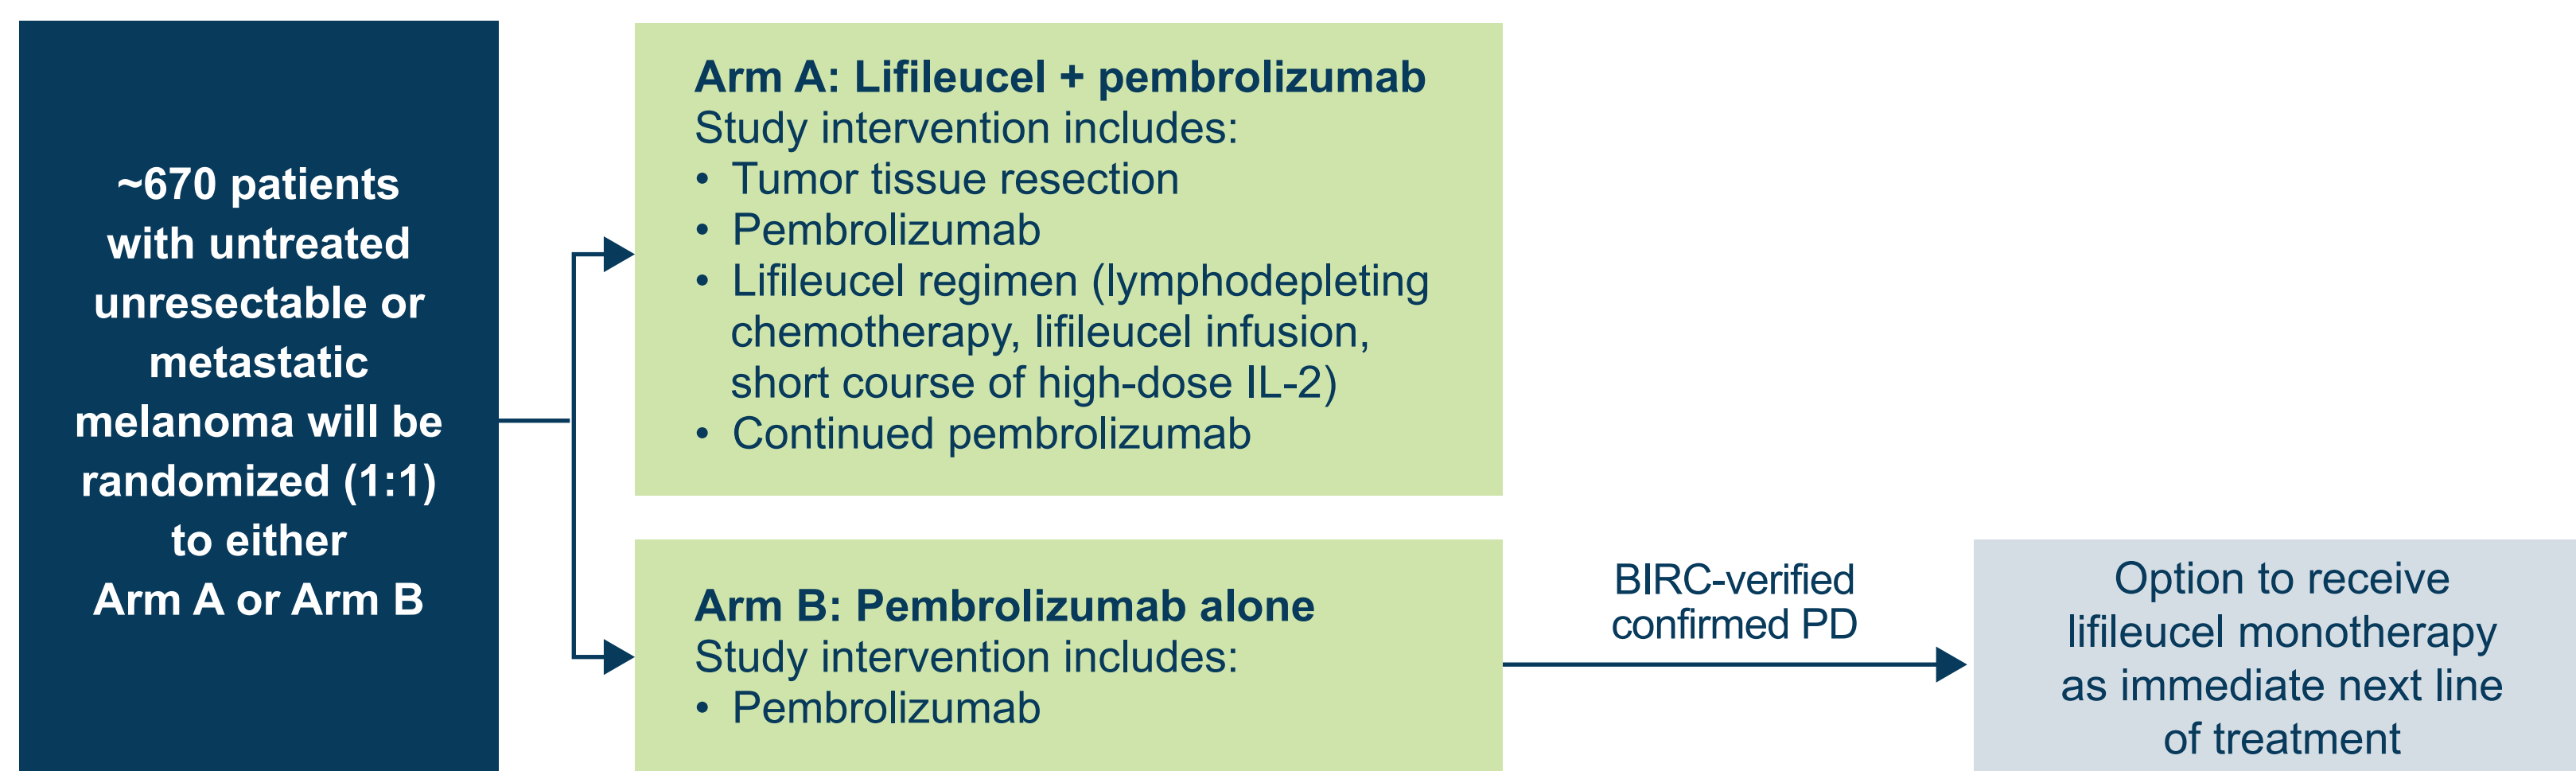 ~670 patients
with untreated
unresectable or
metastatic
melanoma will be
randomized (1:1)
to either
Arm A or Arm B
Arm A: Lifileucel + pembrolizumab
Study intervention includes:
• Tumor tissue resection
• Pembrolizumab
• Lifileucel regimen (lymphodepleting
chemotherapy, lifileucel infusion,
short course of high-dose IL-2)
• Continued pembrolizumab
Arm B: Pembrolizumab alone
Study intervention includes:
• Pembrolizumab
BIRC-verified
confirmed PD
Option to receive
lifileucel monotherapy
as immediate next line
of treatment